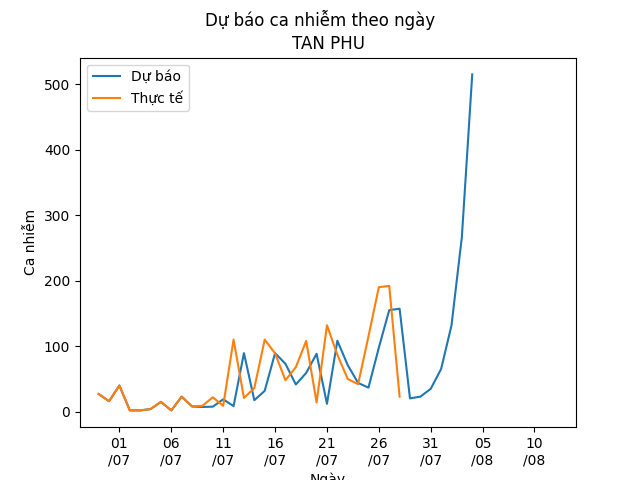 Dự báo ca nhiễm theo ngày
TAN PHU
Dự báo
Thực tế
Ca nhiễm
500
400
300
200
100
0
01 06 11 16 21 26 31 05 10
/07 /07 /07 /07 /07 /07 /07 /08 /08
Ngày